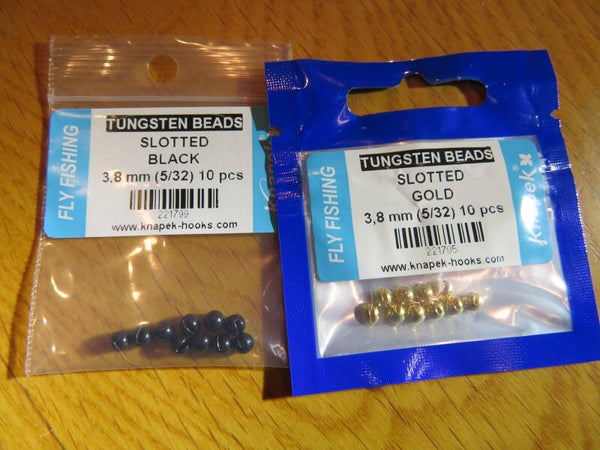 FLY FISHING
TUNGSTEN BEADS
SLOTTED
BLACK
3,8 mm (5/32) 10 pcs
221799
www.knapek-hooks.com
FLY FISHING
TUNGSTEN BEADS
SLOTTED
GOLD
3,8 mm (5/32) 10 pcs
221705
www.knapek-hooks.com
Knapek